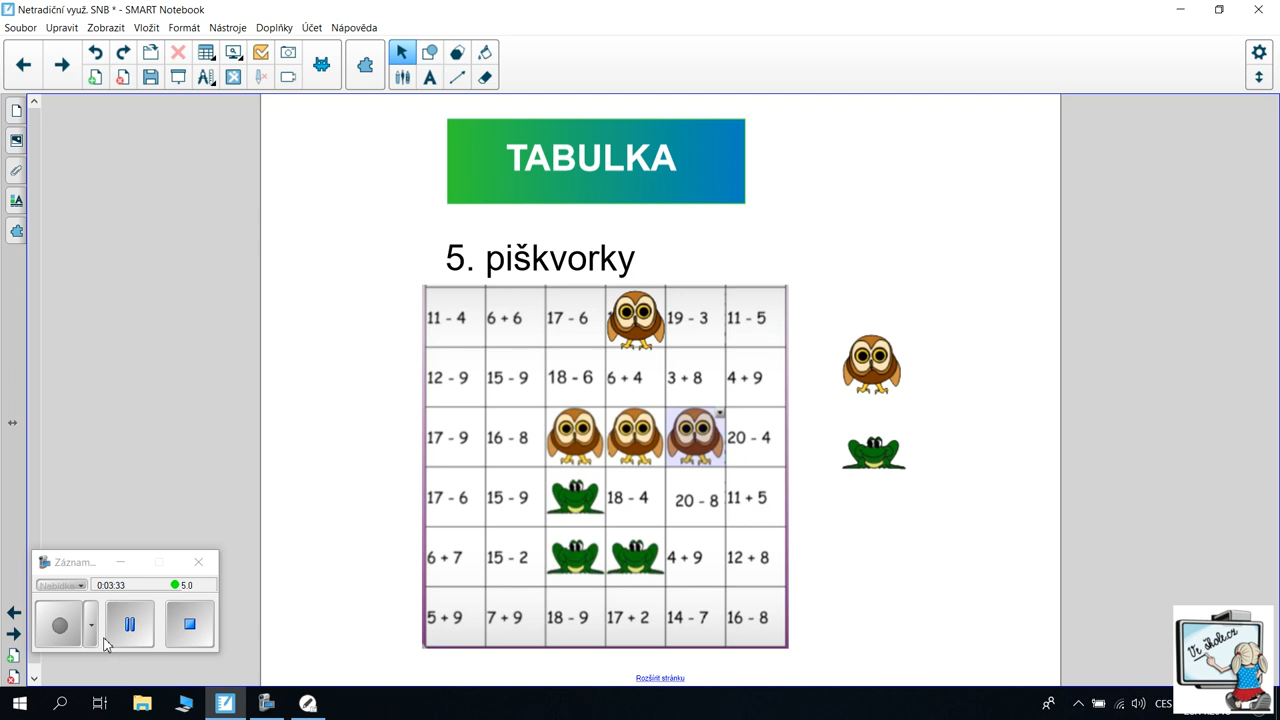 Netradiční využ. SNB * - SMART Notebook
Soubor Upravit Zobrazit Vložit Formát Nástroje Doplňky Účet Nápověda
TABULKA
5. piškvorky
11 - 4 6 + 6 17 - 6 19 - 3 11 - 5
12 - 9 15 - 9 18 - 6 6 + 4 3 + 8 4 + 9
17 - 9 16 - 8 20 - 4
17 - 6 15 - 9 18 - 4 20 - 8 11 + 5
6 + 7 15 - 2 4 + 9 12 + 8
5 + 9 7 + 9 18 - 9 17 + 2 14 - 7 16 - 8
Rozšířit stránku
Záznam...
Nabídka 0:03:33 5.0
Ve škole.cz
CES